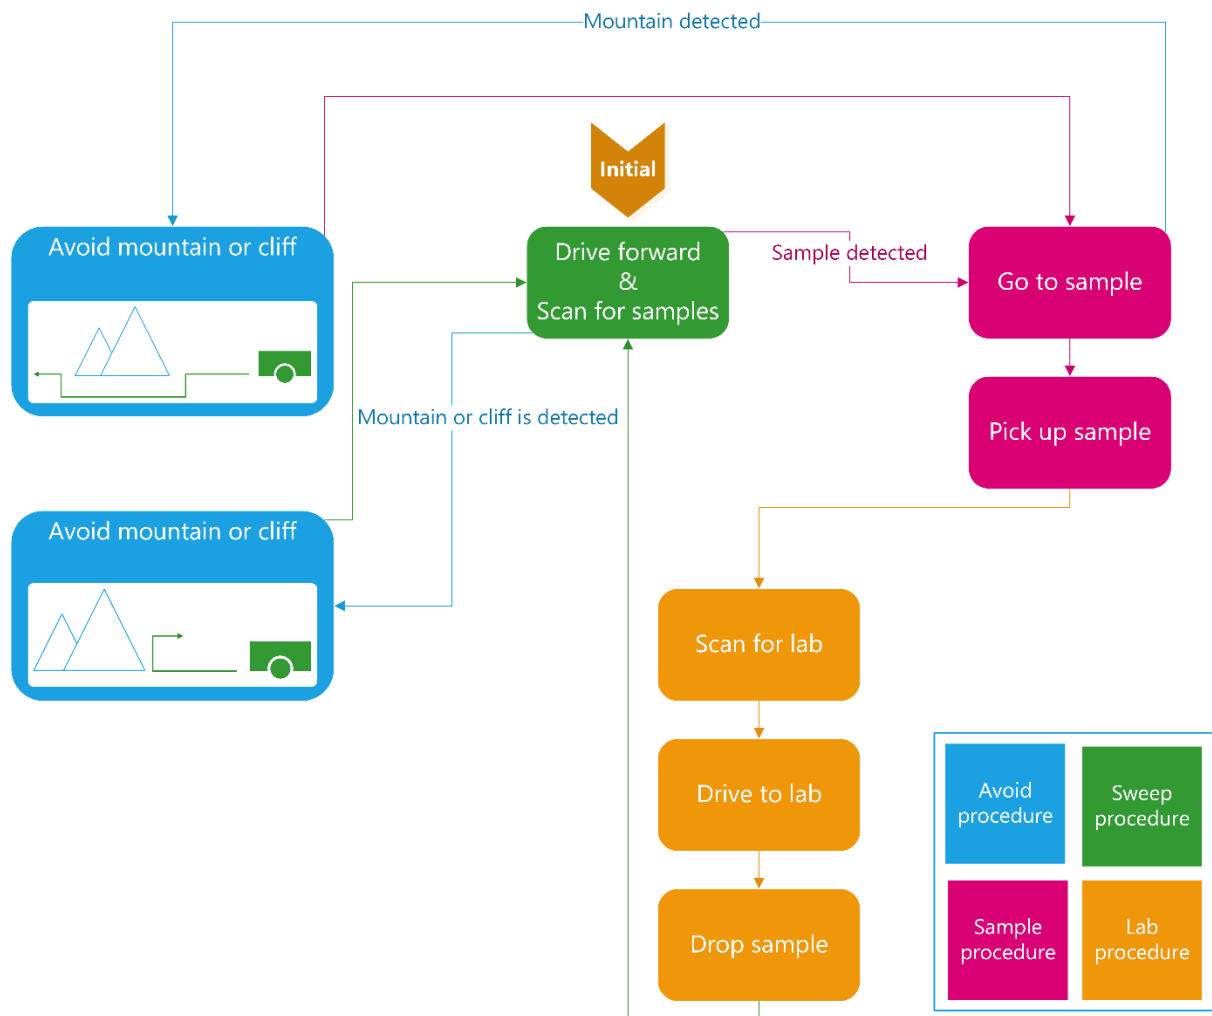 Mountain detected
Initial
Avoid mountain or cliff
Drive forward
&
Scan for samples
Sample detected
Go to sample
Mountain or cliff is detected
Pick up sample
Avoid mountain or cliff
Scan for lab
Drive to lab
Drop sample
Avoid
procedure
Sweep
procedure
Sample
procedure
Lab
procedure